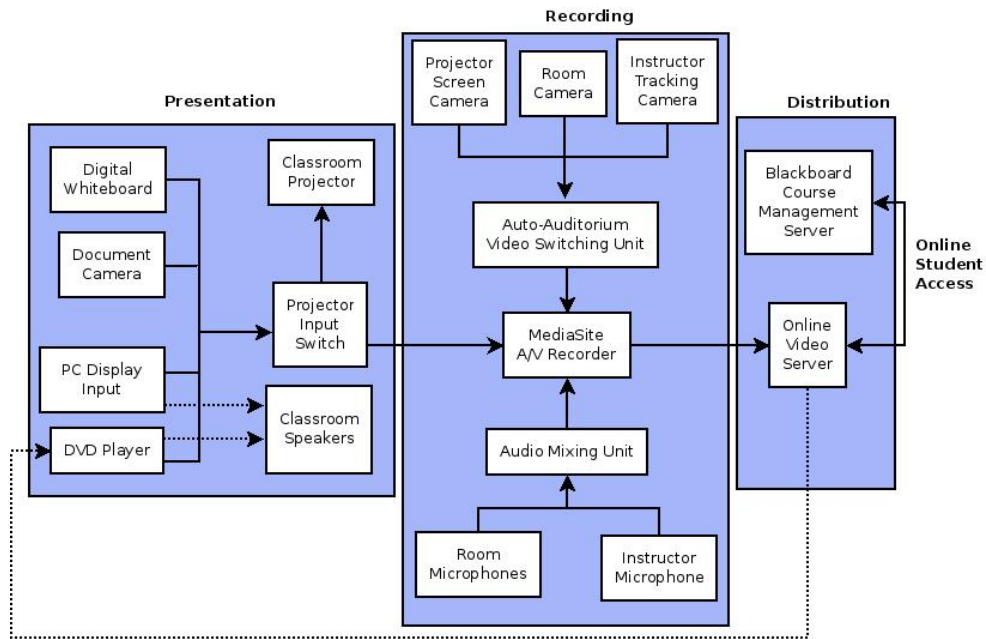 Recording
Presentation
Distribution
Projector
Screen
Camera
Room
Camera
Instructor
Tracking
Camera
Digital
Whiteboard
Classroom
Projector
Document
Camera
Projector
Input
Switch
PC Display
Input
Classroom
Speakers
DVD Player
Auto-Auditorium
Video Switching Unit
MediaSite
A/V Recorder
Audio Mixing Unit
Room
Microphones
Instructor
Microphone
Blackboard
Course
Management
Server
Online
Student
Access
Online
Video
Server